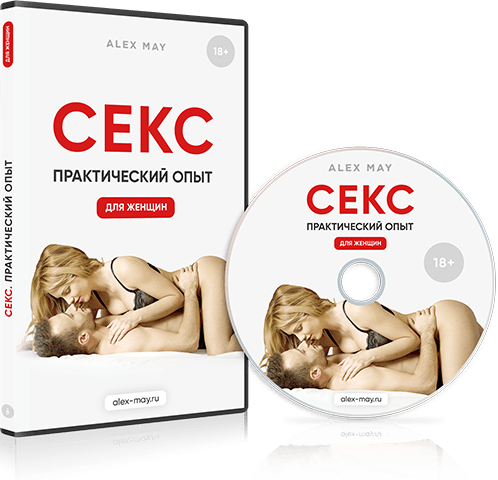 ДЛЯ ЖЕНЩИН
СЕКС. ПРАКТИЧЕСКИЙ ОПЫТ
ALEX MAY
18+
СЕКС
ПРАКТИЧЕСКИЙ ОПЫТ
ДЛЯ ЖЕНЩИН
alex-may.ru
ALEX MAY
СЕКС
ПРАКТИЧЕСКИЙ ОПЫТ
ДЛЯ ЖЕНЩИН
18+
alex-may.ru